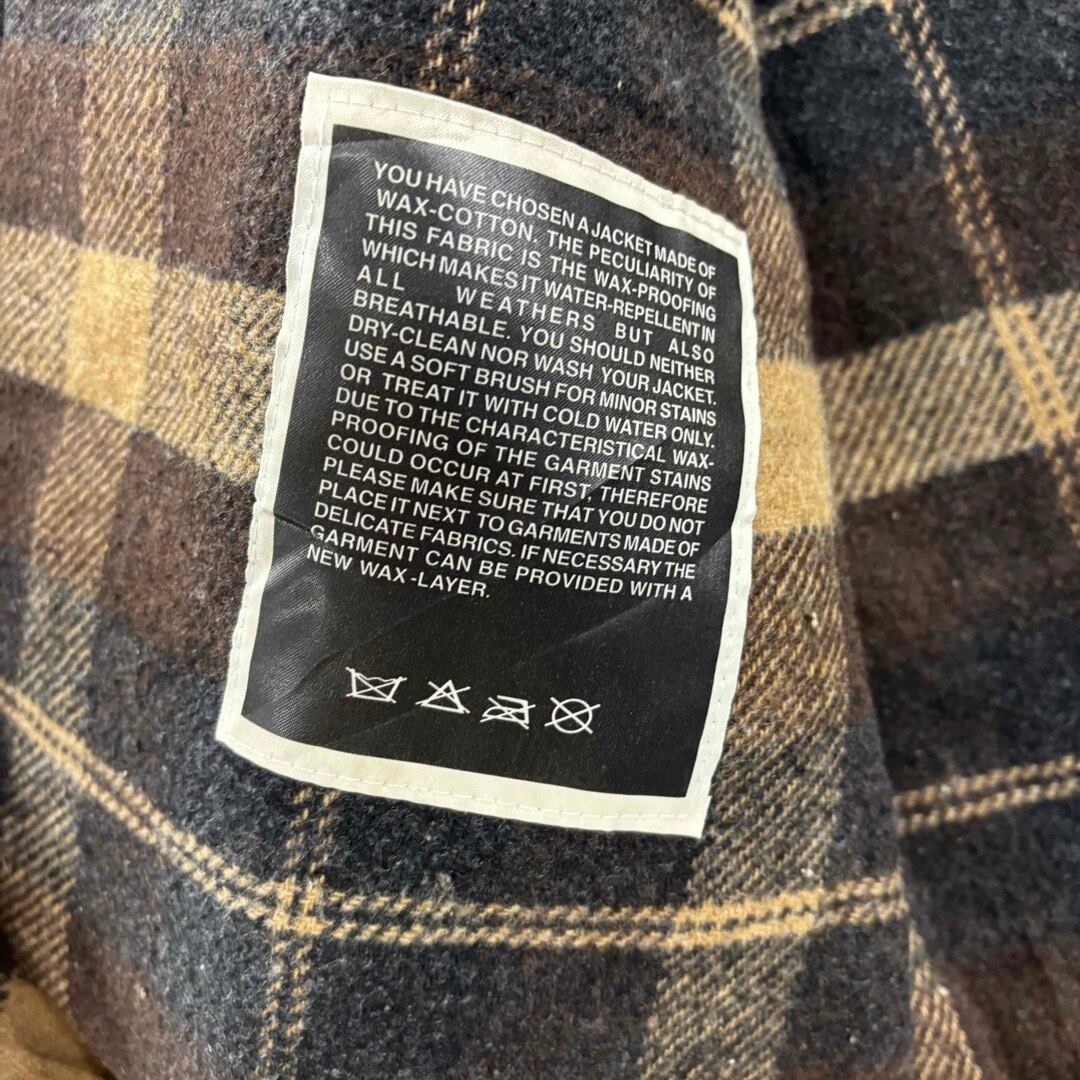 YOU HAVE CHOSEN A JACKET MADE OF
WAX-COTTON. THE PECULIARITY OF
THIS FABRIC IS THE WAX-PROOFING
WHICH MAKES IT WATER-REPELLENT IN
ALL WEATHERS BUT ALSO
BREATHABLE. YOU SHOULD NEITHER
DRY-CLEAN NOR WASH YOUR JACKET.
USE A SOFT BRUSH FOR MINOR STAINS
OR TREAT IT WITH COLD WATER ONLY.
DUE TO THE CHARACTERISTICAL WAX-
PROOFING OF THE GARMENT STAINS
COULD OCCUR AT FIRST, THEREFORE
PLEASE MAKE SURE THAT YOU DO NOT
PLACE IT NEXT TO GARMENTS MADE OF
DELICATE FABRICS. IF NECESSARY THE
GARMENT CAN BE PROVIDED WITH A
NEW WAX-LAYER.